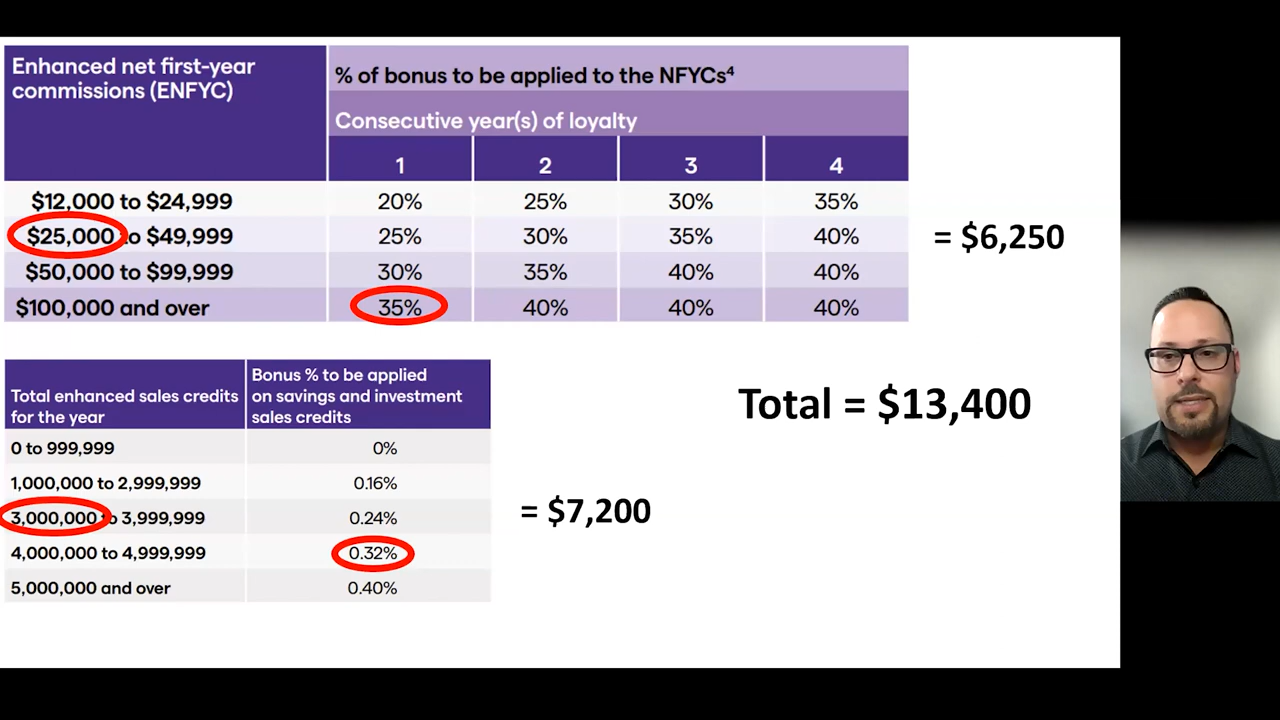 Enhanced net first-year
commissions (ENFYC)
% of bonus to be applied to the NFYCs⁴
Consecutive year(s) of loyalty
1 2 3 4
$12,000 to $24,999 20% 25% 30% 35%
$25,000 to $49,999 25% 30% 35% 40%
= $6,250
$50,000 to $99,999 30% 35% 40% 40%
$100,000 and over 35% 40% 40% 40%
Total enhanced sales credits
for the year
Bonus % to be applied
on savings and investment
sales credits
0 to 999,999 0%
1,000,000 to 2,999,999 0.16%
3,000,000 to 3,999,999 0.24%
= $7,200
4,000,000 to 4,999,999 0.32%
5,000,000 and over 0.40%
Total = $13,400